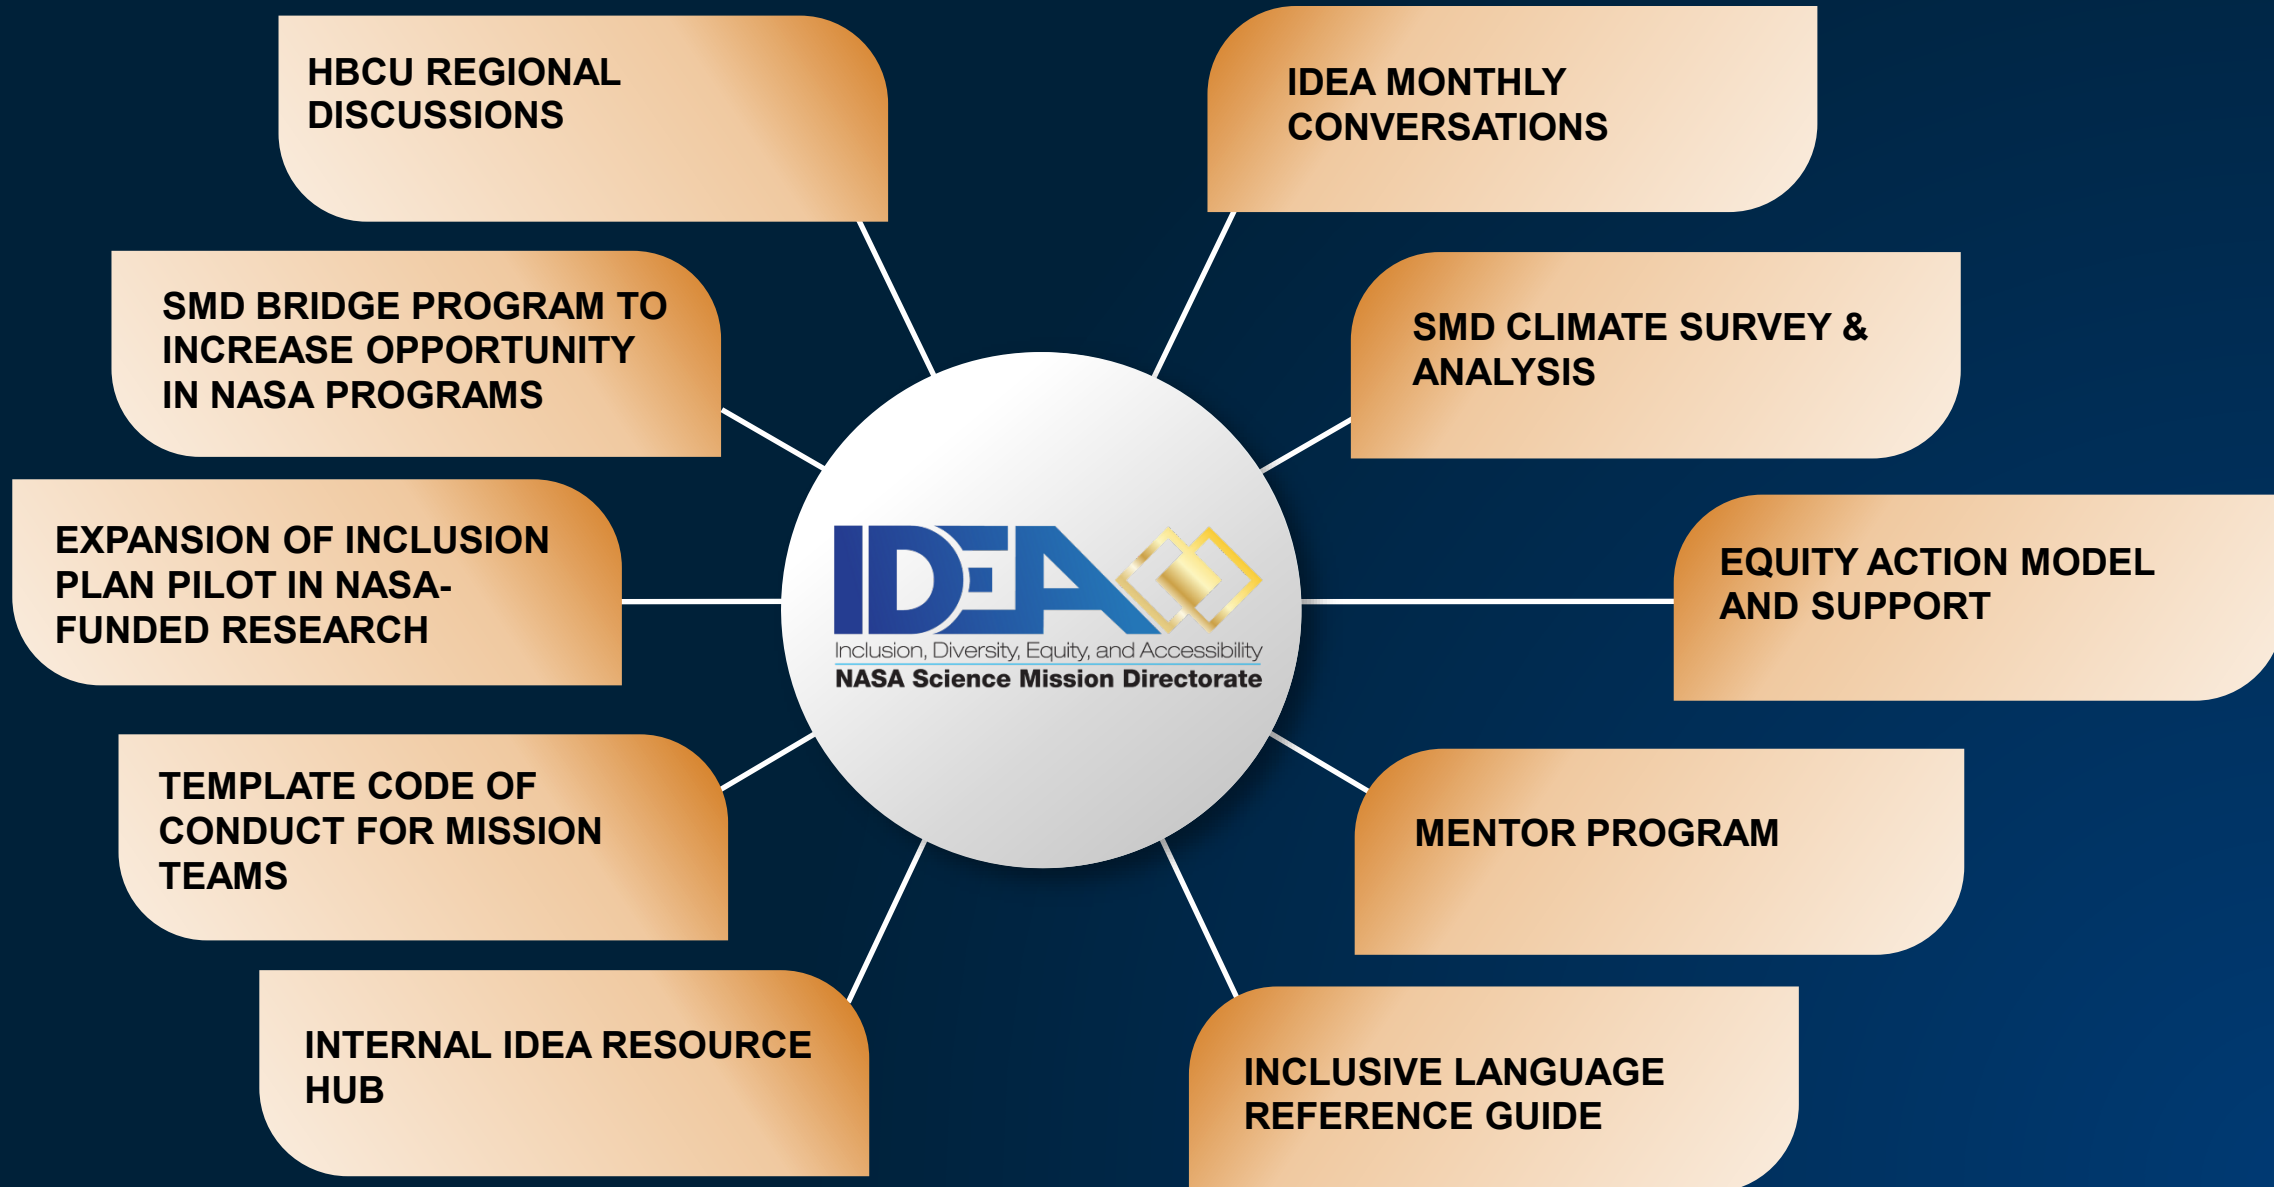 HBCU REGIONAL
DISCUSSIONS
IDEA MONTHLY
CONVERSATIONS
SMD BRIDGE PROGRAM TO
INCREASE OPPORTUNITY
IN NASA PROGRAMS
SMD CLIMATE SURVEY &
ANALYSIS
EXPANSION OF INCLUSION
PLAN PILOT IN NASA-
FUNDED RESEARCH
IDEA
Inclusion, Diversity, Equity, and Accessibility
NASA Science Mission Directorate
EQUITY ACTION MODEL
AND SUPPORT
TEMPLATE CODE OF
CONDUCT FOR MISSION
TEAMS
MENTOR PROGRAM
INTERNAL IDEA RESOURCE
HUB
INCLUSIVE LANGUAGE
REFERENCE GUIDE